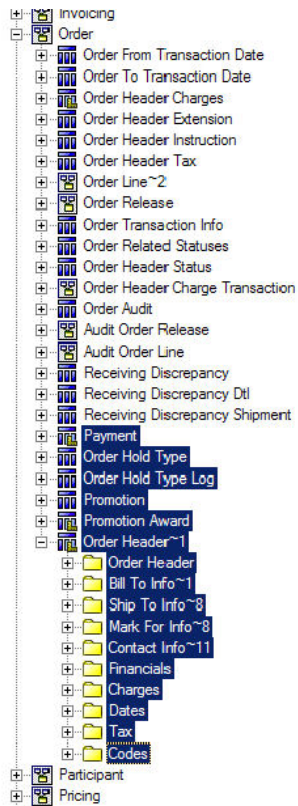 Invoicing
Order
Order From Transaction Date
Order To Transaction Date
Order Header Charges
Order Header Extension
Order Header Instruction
Order Header Tax
Order Line~2
Order Release
Order Transaction Info
Order Related Statuses
Order Header Status
Order Header Charge Transaction
Order Audit
Audit Order Release
Audit Order Line
Receiving Discrepancy
Receiving Discrepancy Dtl
Receiving Discrepancy Shipment
Payment
Order Hold Type
Order Hold Type Log
Promotion
Promotion Award
Order Header~1
Order Header
Bill To Info~1
Ship To Info~8
Mark For Info~8
Contact Info~11
Financials
Charges
Dates
Tax
Codes
Participant
Pricing